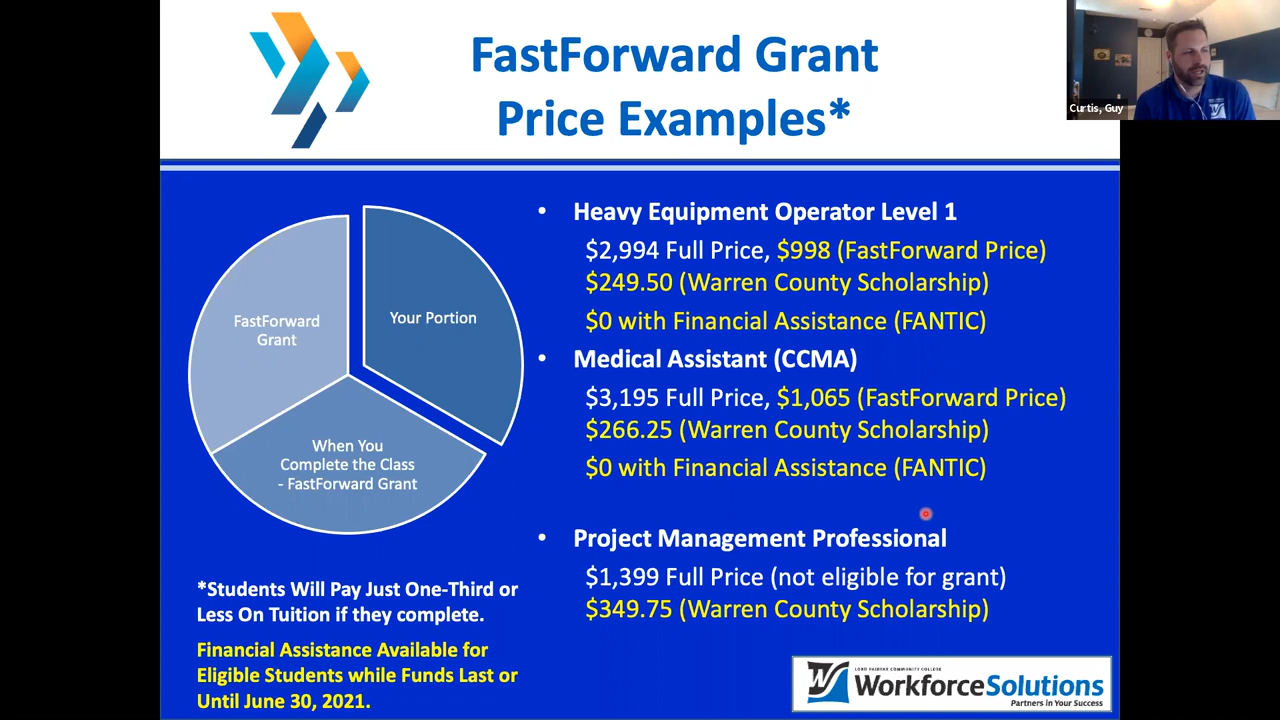 FastForward Grant
Price Examples*
Curtis, Guy
FastForward
Grant
Your Portion
When You
Complete the Class
- FastForward Grant
*Students Will Pay Just One-Third or
Less On Tuition if they complete.
Financial Assistance Available for
Eligible Students while Funds Last or
Until June 30, 2021.
• Heavy Equipment Operator Level 1
$2,994 Full Price, $998 (FastForward Price)
$249.50 (Warren County Scholarship)
$0 with Financial Assistance (FANTIC)
• Medical Assistant (CCMA)
$3,195 Full Price, $1,065 (FastForward Price)
$266.25 (Warren County Scholarship)
$0 with Financial Assistance (FANTIC)
• Project Management Professional
$1,399 Full Price (not eligible for grant)
$349.75 (Warren County Scholarship)
LORD FAIRFAX COMMUNITY COLLEGE
WorkforceSolutions
Partners in Your Success